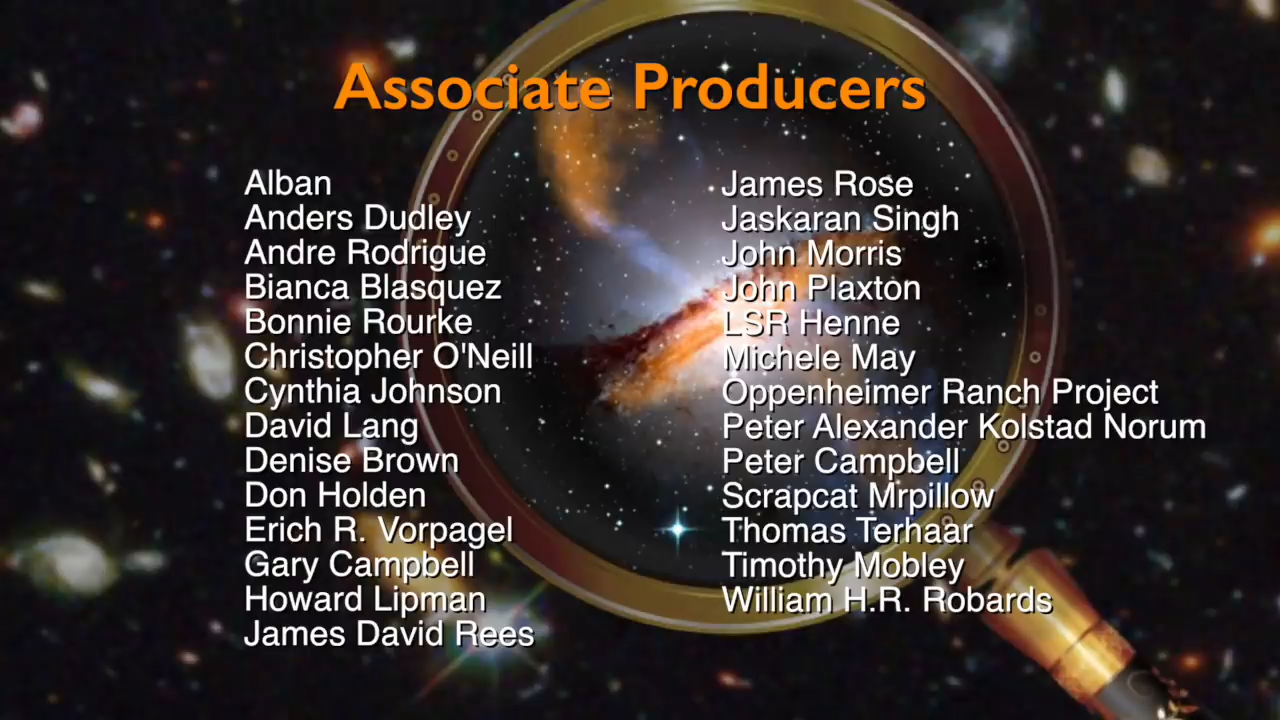 Associate Producers
Alban
Anders Dudley
Andre Rodrigue
Bianca Blasquez
Bonnie Rourke
Christopher O'Neill
Cynthia Johnson
David Lang
Denise Brown
Don Holden
Erich R. Vorpagel
Gary Campbell
Howard Lipman
James David Rees
James Rose
Jaskaran Singh
John Morris
John Plaxton
LSR Henne
Michele May
Oppenheimer Ranch Project
Peter Alexander Kolstad Norum
Peter Campbell
Scrapcat Mrpillow
Thomas Terhaar
Timothy Mobley
William H.R. Robards